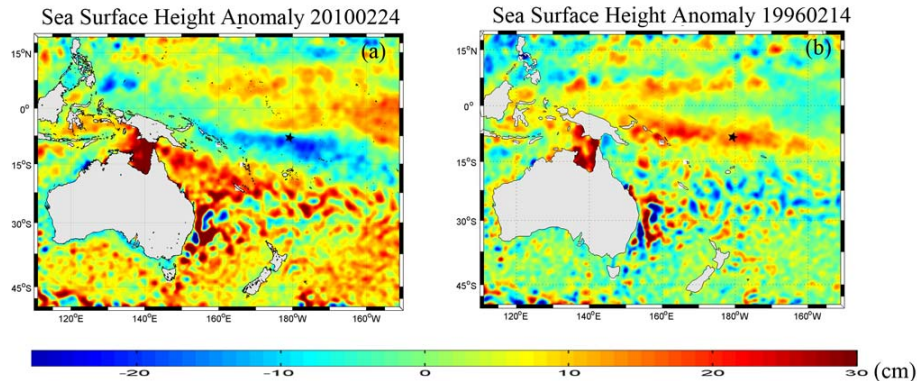 Sea Surface Height Anomaly 20100224
Sea Surface Height Anomaly 19960214
(a)
(b)
15°N
0°
15°S
30°S
45°S
120°E
140°E
160°E
180°W
160°W
15°N
0°
15°S
30°S
45°S
120°E
140°E
160°E
180°W
160°W
-20
-10
0
10
20
30 (cm)